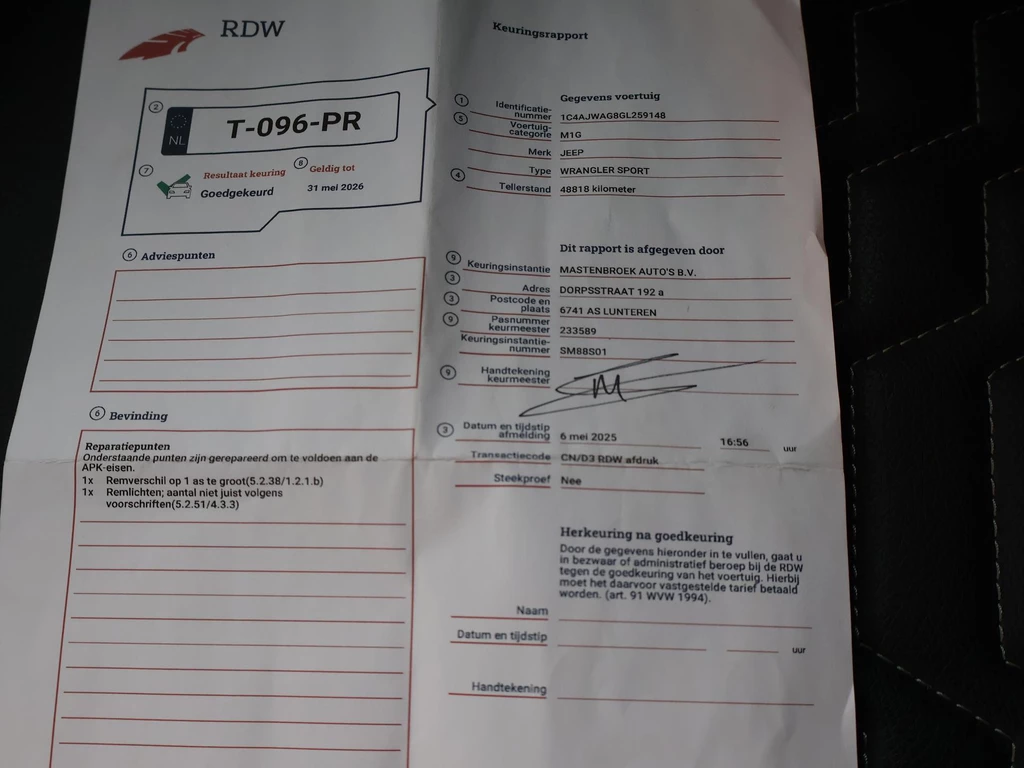 RDW
Keuringsrapport
2
NL
T-096-PR
7
Resultaat keuring
Goedgekeurd
8
Geldig tot
31 mei 2026
Gegevens voertuig
1
Identificatie-
nummer
1C4AJWAG8GL259148
5
Voertuig-
categorie
M1G
Merk JEEP
Type WRANGLER SPORT
4
Tellerstand 48818 kilometer
6 Adviespunten
Dit rapport is afgegeven door
9
Keuringsinstantie MASTENBROEK AUTO'S B.V.
3
Adres DORPSSTRAAT 192 a
3
Postcode en
plaats
6741 AS LUNTEREN
9
Pasnummer
keurmeester
233589
Keuringsinstantie-
nummer
SM88S01
9
Handtekening
keurmeester
M
6 Bevinding
Reparatiepunten
Onderstaande punten zijn gerepareerd om te voldoen aan de
APK-eisen.
1x Remverschil op 1 as te groot(5.2.38/1.2.1.b)
1x Remlichten; aantal niet juist volgens
voorschriften(5.2.51/4.3.3)
3
Datum en tijdstip
afmelding
6 mei 2025 16:56 uur
Transactiecode CN/D3 RDW afdruk
Steekproef Nee
Herkeuring na goedkeuring
Door de gegevens hieronder in te vullen, gaat u
in bezwaar of administratief beroep bij de RDW
tegen de goedkeuring van het voertuig. Hierbij
moet het daarvoor vastgestelde tarief betaald
worden. (art. 91 WVW 1994).
Naam
Datum en tijdstip uur
Handtekening